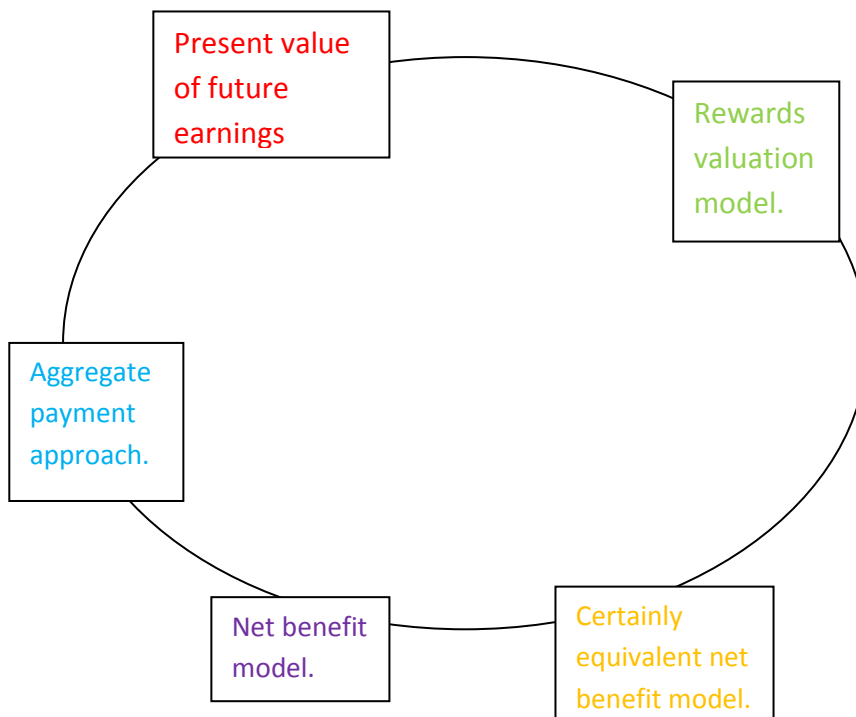 Present value
of future
earnings
Rewards
valuation
model.
Aggregate
payment
approach.
Net benefit
model.
Certainly
equivalent net
benefit model.